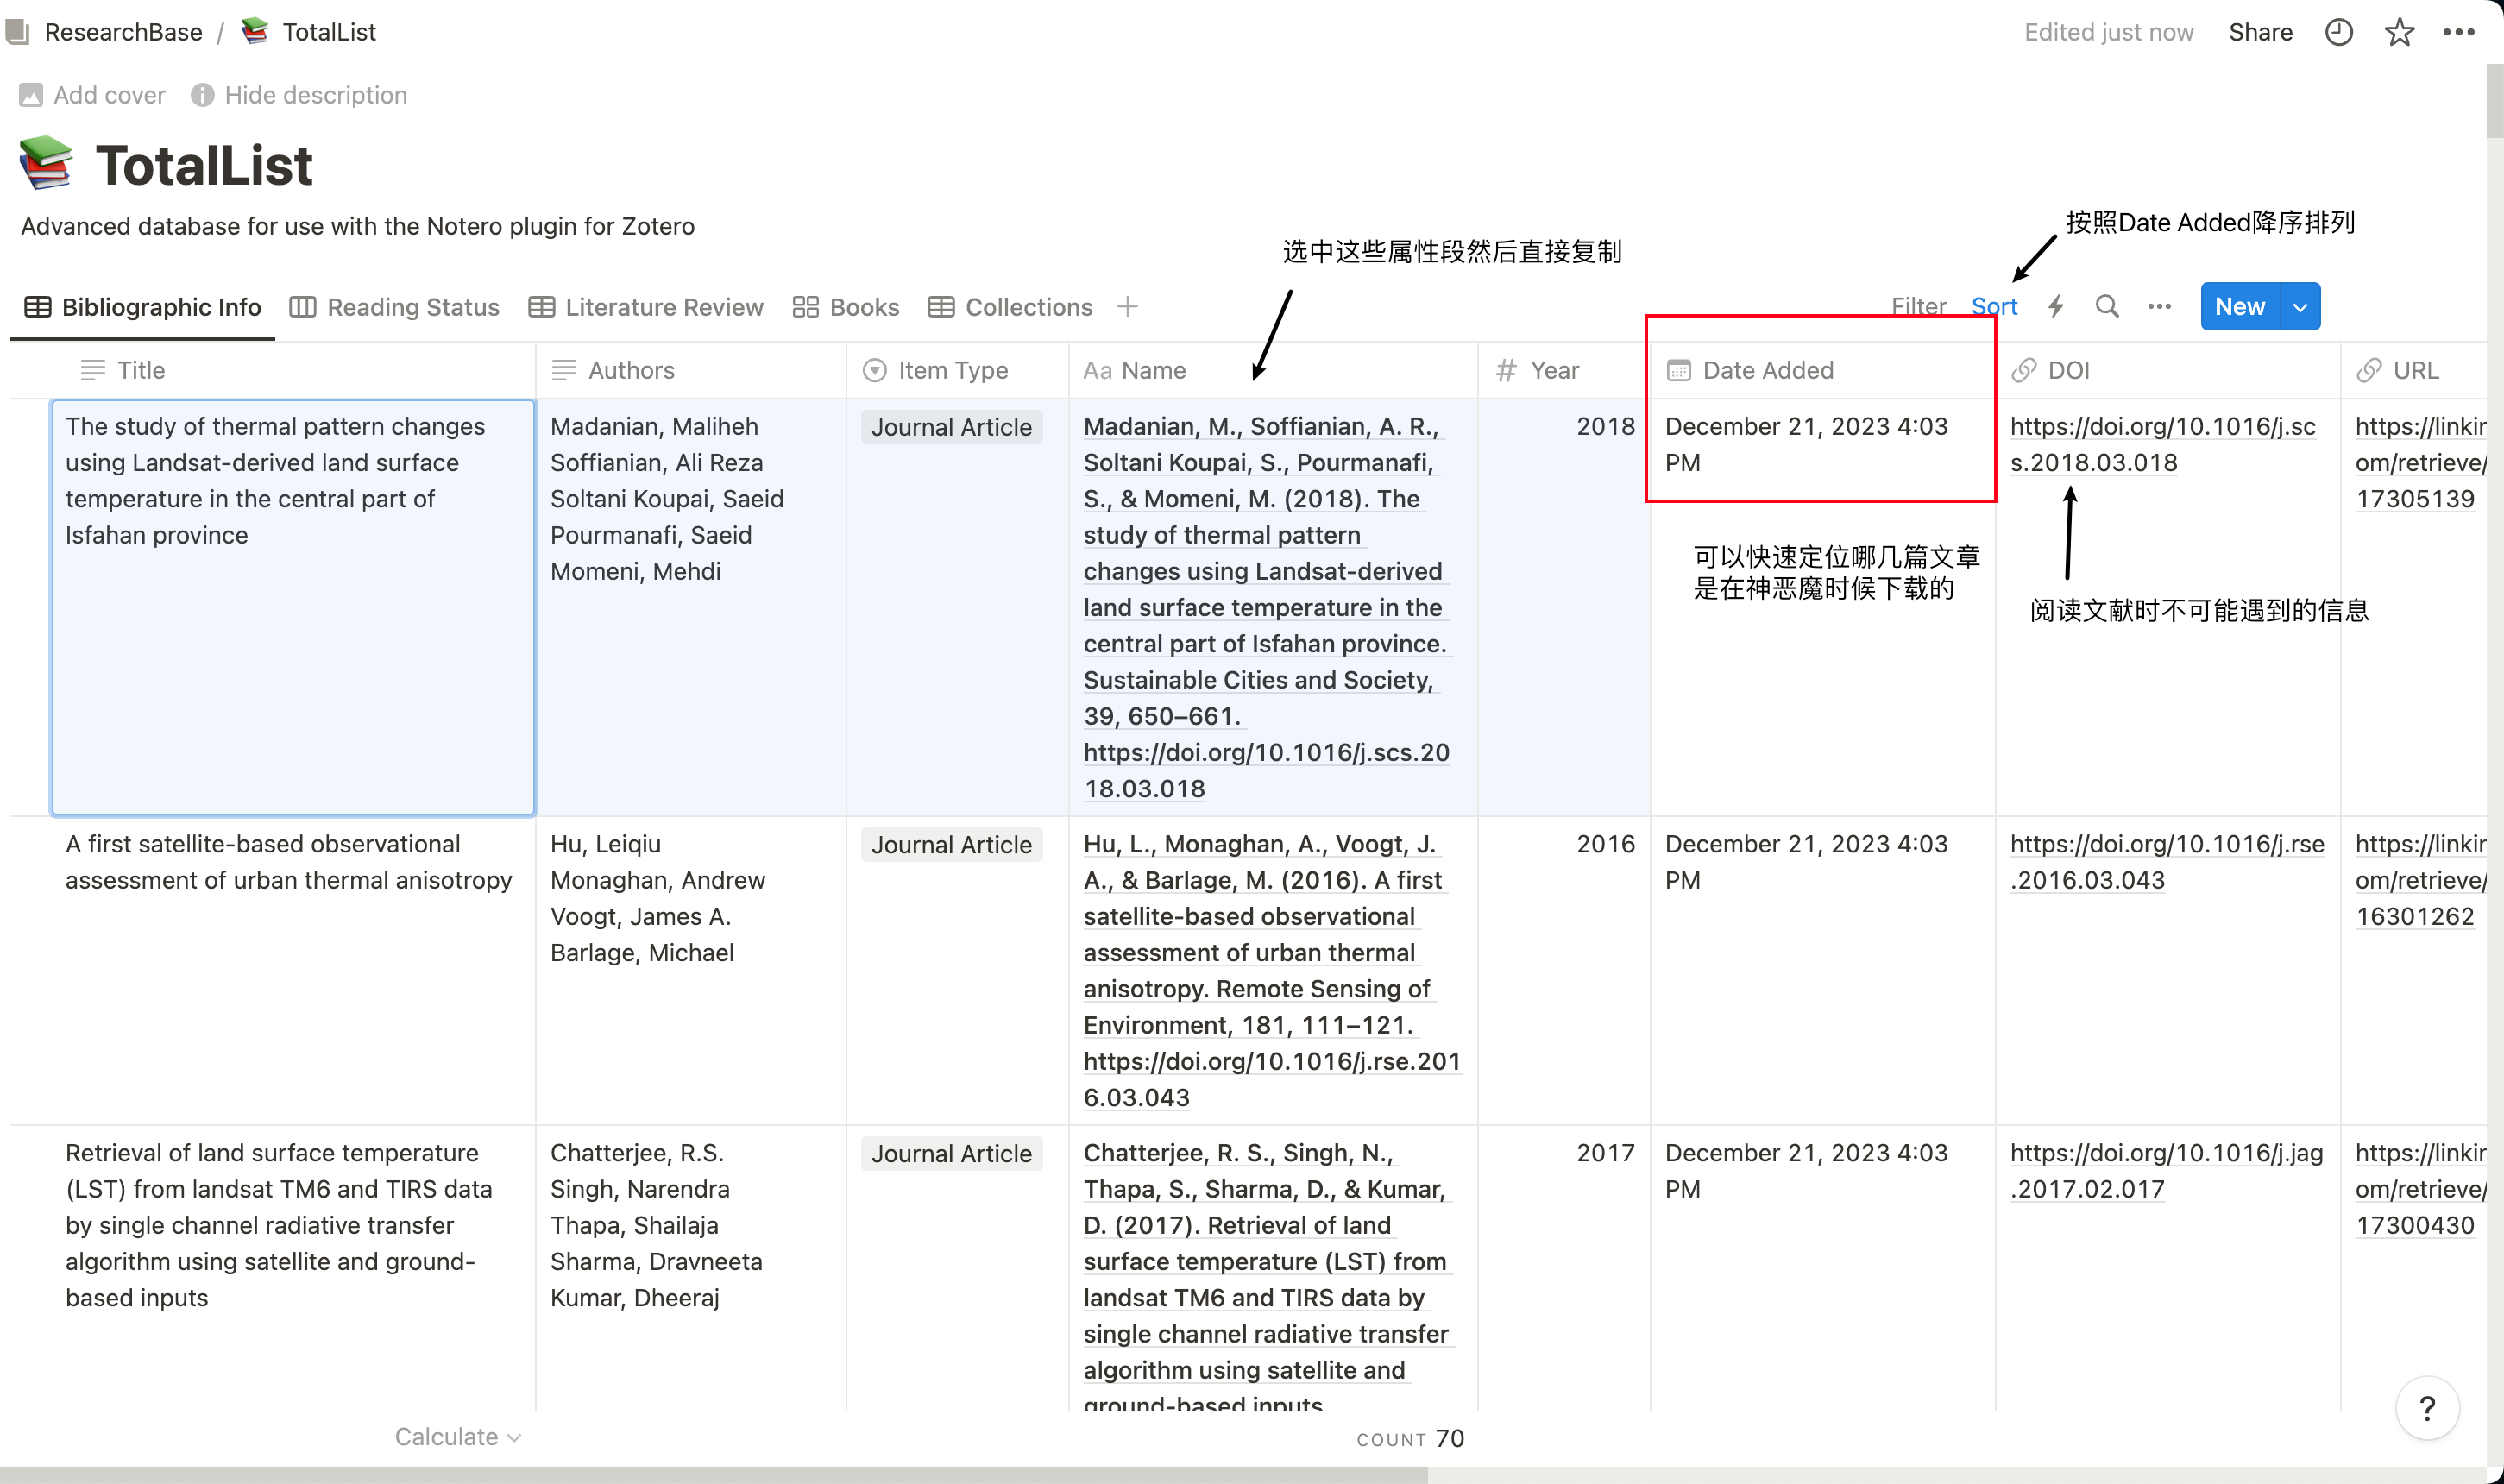 ResearchBase / TotalList
Edited just now Share
Add cover Hide description
TotalList
Advanced database for use with the Notero plugin for Zotero
按照Date Added降序排列
选中这些属性段然后直接复制
Bibliographic Info Reading Status Literature Review Books Collections
Filter Sort New
Title Authors Item Type Aa Name # Year Date Added DOI URL
The study of thermal pattern changes
using Landsat-derived land surface
temperature in the central part of
Isfahan province
Madanian, Maliheh
Soffianian, Ali Reza
Soltani Koupai, Saeid
Pourmanafi, Saeid
Momeni, Mehdi
Journal Article
Madanian, M., Soffianian, A. R.,
Soltani Koupai, S., Pourmanafi,
S., & Momeni, M. (2018). The
study of thermal pattern
changes using Landsat-derived
land surface temperature in the
central part of Isfahan province.
Sustainable Cities and Society,
39, 650–661.
https://doi.org/10.1016/j.scs.20
18.03.018
2018
December 21, 2023 4:03
PM
https://doi.org/10.1016/j.sc
s.2018.03.018
https://linkin
om/retrieve/
17305139
可以快速定位哪几篇文章
是在神恶魔时候下载的
阅读文献时不可能遇到的信息
A first satellite-based observational
assessment of urban thermal anisotropy
Hu, Leiqiu
Monaghan, Andrew
Voogt, James A.
Barlage, Michael
Journal Article
Hu, L., Monaghan, A., Voogt, J.
A., & Barlage, M. (2016). A first
satellite-based observational
assessment of urban thermal
anisotropy. Remote Sensing of
Environment, 181, 111–121.
https://doi.org/10.1016/j.rse.201
6.03.043
2016
December 21, 2023 4:03
PM
https://doi.org/10.1016/j.rse
.2016.03.043
https://linkin
om/retrieve/
16301262
Retrieval of land surface temperature
(LST) from landsat TM6 and TIRS data
by single channel radiative transfer
algorithm using satellite and ground-
based inputs
Chatterjee, R.S.
Singh, Narendra
Thapa, Shailaja
Sharma, Dravneeta
Kumar, Dheeraj
Journal Article
Chatterjee, R. S., Singh, N.,
Thapa, S., Sharma, D., & Kumar,
D. (2017). Retrieval of land
surface temperature (LST) from
landsat TM6 and TIRS data by
single channel radiative transfer
algorithm using satellite and
ground-based inputs
2017
December 21, 2023 4:03
PM
https://doi.org/10.1016/j.jag
.2017.02.017
https://linkin
om/retrieve/
17300430
Calculate
COUNT 70
?